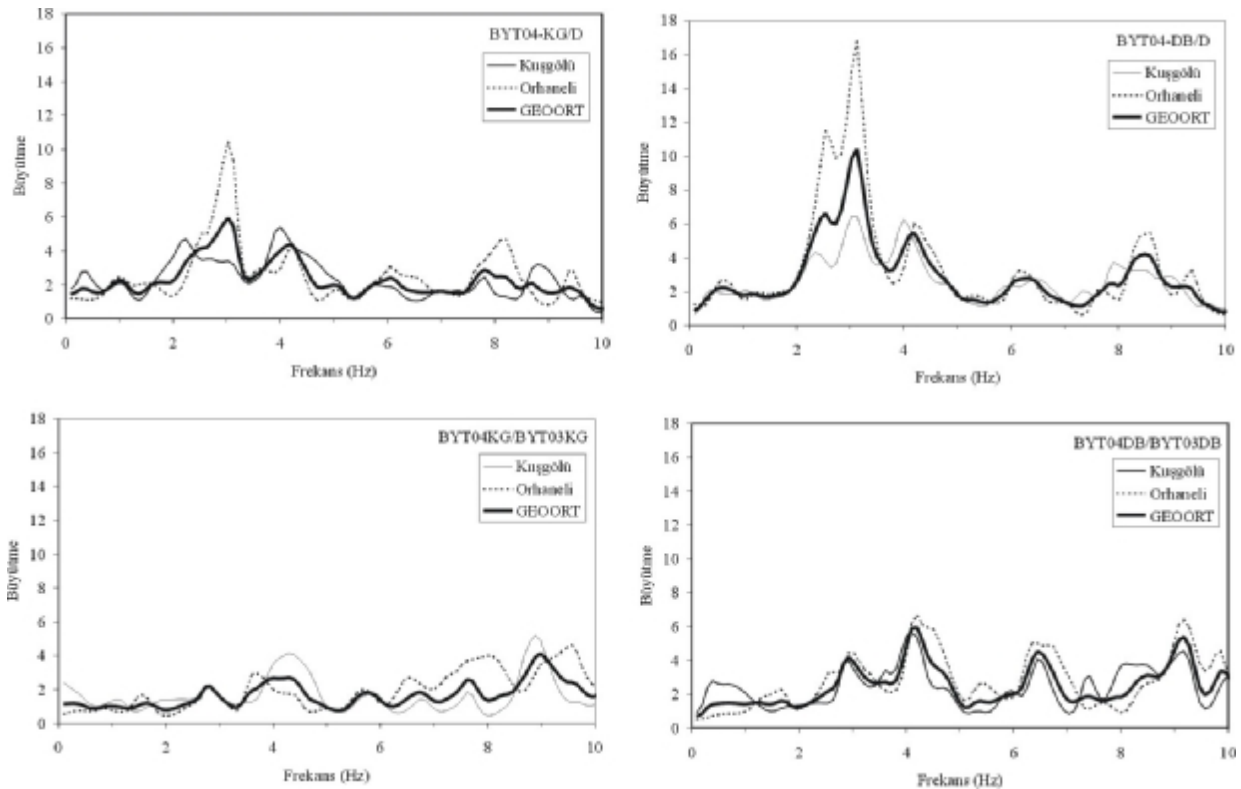 BYT04-KG/D
Kuşgölü
Orhaneli
GEOORT
Büyütme
18
16
14
12
10
8
6
4
2
0
0 2 4 6 8 10
Frekans (Hz)
BYT04-DB/D
Kuşgölü
Orhaneli
GEOORT
Büyütme
18
16
14
12
10
8
6
4
2
0
0 2 4 6 8 10
Frekans (Hz)
BYT04KG/BYT03KG
Kuşgölü
Orhaneli
GEOORT
Büyütme
18
16
14
12
10
8
6
4
2
0
0 2 4 6 8 10
Frekans (Hz)
BYT04DB/BYT03DB
Kuşgölü
Orhaneli
GEOORT
Büyütme
18
16
14
12
10
8
6
4
2
0
0 2 4 6 8 10
Frekans (Hz)